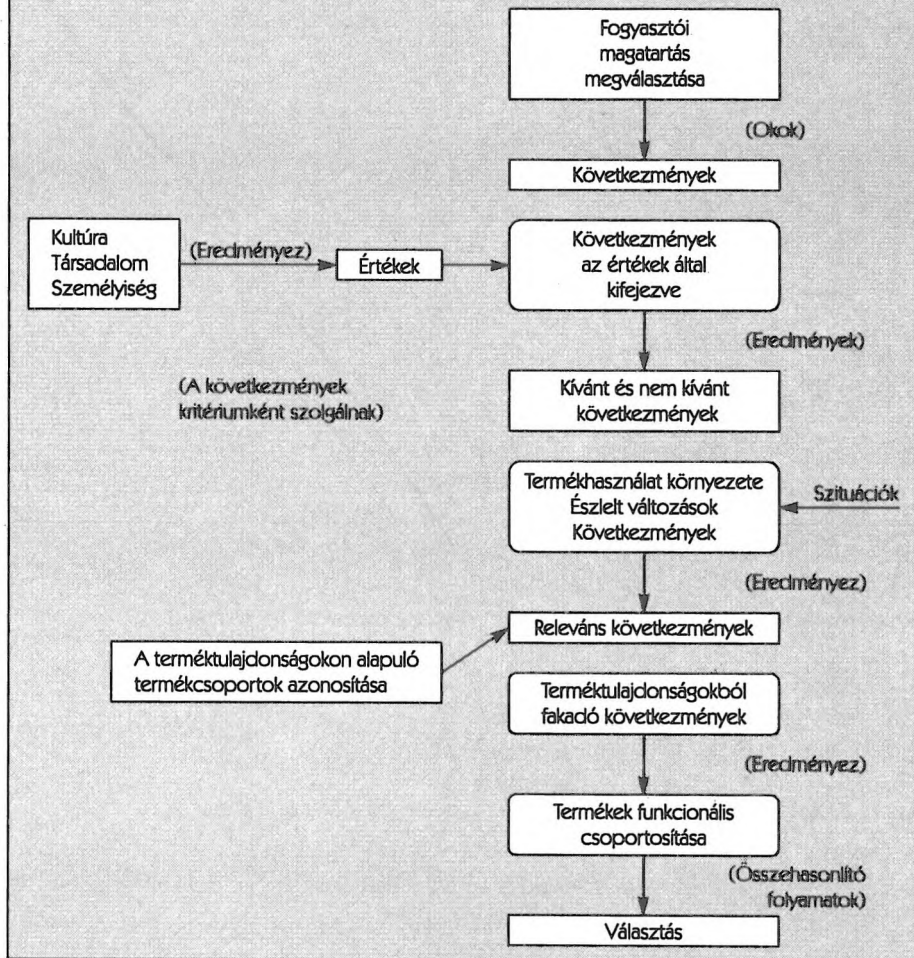 Fogyasztói
magatartás
megválasztása
(Okok)
Következmények
Kultúra
Társadalom
Személyiség
(Eredményez)
Értékek
Következmények
az értékek által
kifejezve
(Eredmények)
(A következmények
kritériumként szolgálnak)
Kívánt és nem kívánt
következmények
Termékhasználat környezete
Észlelt változások
Következmények
Szituációk
(Eredményez)
Releváns következmények
A terméktulajdonságokon alapuló
termékcsoportok azonosítása
Terméktulajdonságokból
fakadó következmények
(Eredményez)
Termékek funkcionális
csoportosítása
(Összehasonlító
folyamatok)
Választás